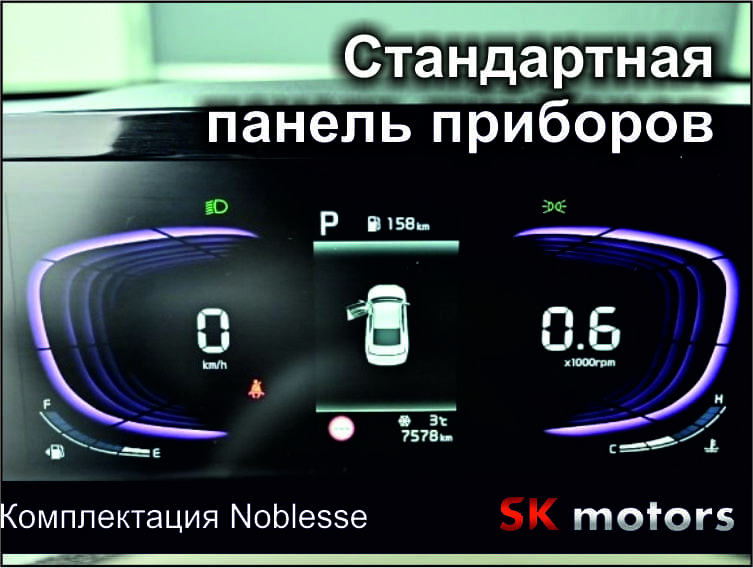 Стандартная
панель приборов
P 158 km
0
km/h
0.6
x1000rpm
F
E
3°C
7578 km
H
C
Комплектация Noblesse
SK motors